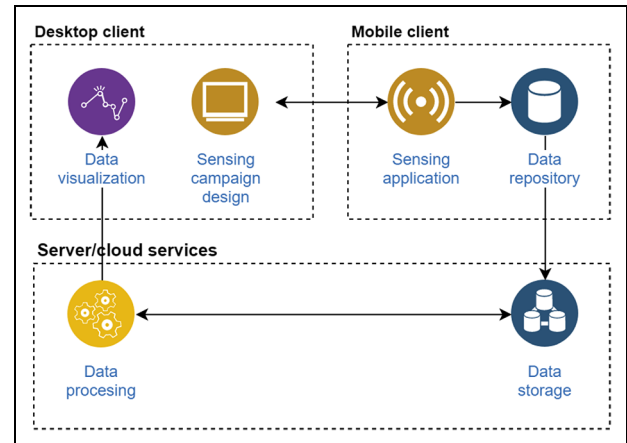 Desktop client
Mobile client
Data
visualization
Sensing
campaign
design
Sensing
application
Data
repository
Server/cloud services
Data
procesing
Data
storage